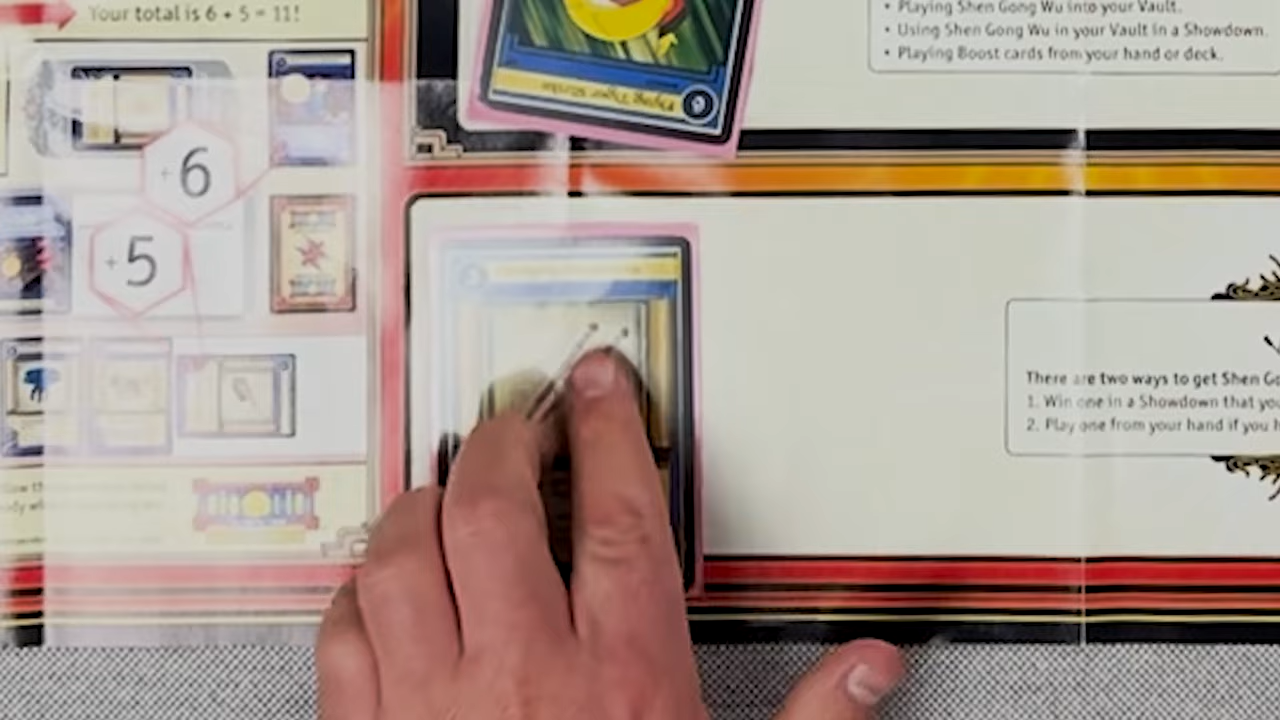 Your total is 6 + 5 = 11!
• Playing Shen Gong Wu into your Vault.
• Using Shen Gong Wu in your Vault in a Showdown.
• Playing Boost cards from your hand or deck.
+6
+5
There are two ways to get Shen Go
1. Win one in a Showdown that you
2. Play one from your hand if you h